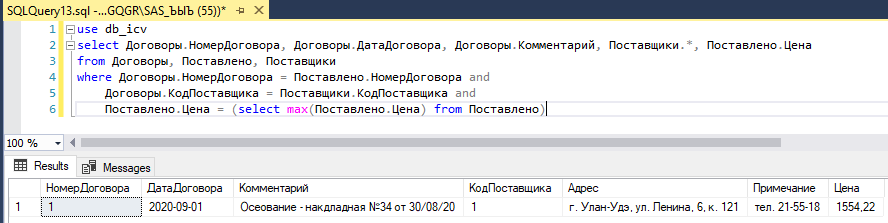 SQLQuery13.sql -...GQGR\SAS_ЪЫЬ (55))*
1 use db_icv
2 select Договоры.НомерДоговора, Договоры.ДатаДоговора, Договоры.Комментарий, Поставщики.*, Поставлено.Цена
3 from Договоры, Поставлено, Поставщики
4 where Договоры.НомерДоговора = Поставлено.НомерДоговора and
5 Договоры.КодПоставщика = Поставщики.КодПоставщика and
6 Поставлено.Цена = (select max(Поставлено.Цена) from Поставлено)
100 %
Results Messages
НомерДоговора ДатаДоговора Комментарий КодПоставщика Адрес Примечание Цена
1 1 2020-09-01 Осеование - накдладная №34 от 30/08/20 1 г. Улан-Удэ, ул. Ленина, 6, к. 121 тел. 21-55-18 1554,22